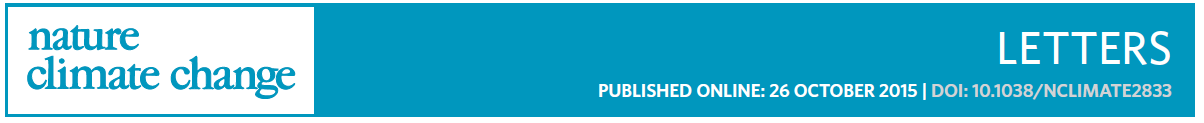 nature
climate change
LETTERS
PUBLISHED ONLINE: 26 OCTOBER 2015 | DOI: 10.1038/NCLIMATE2833